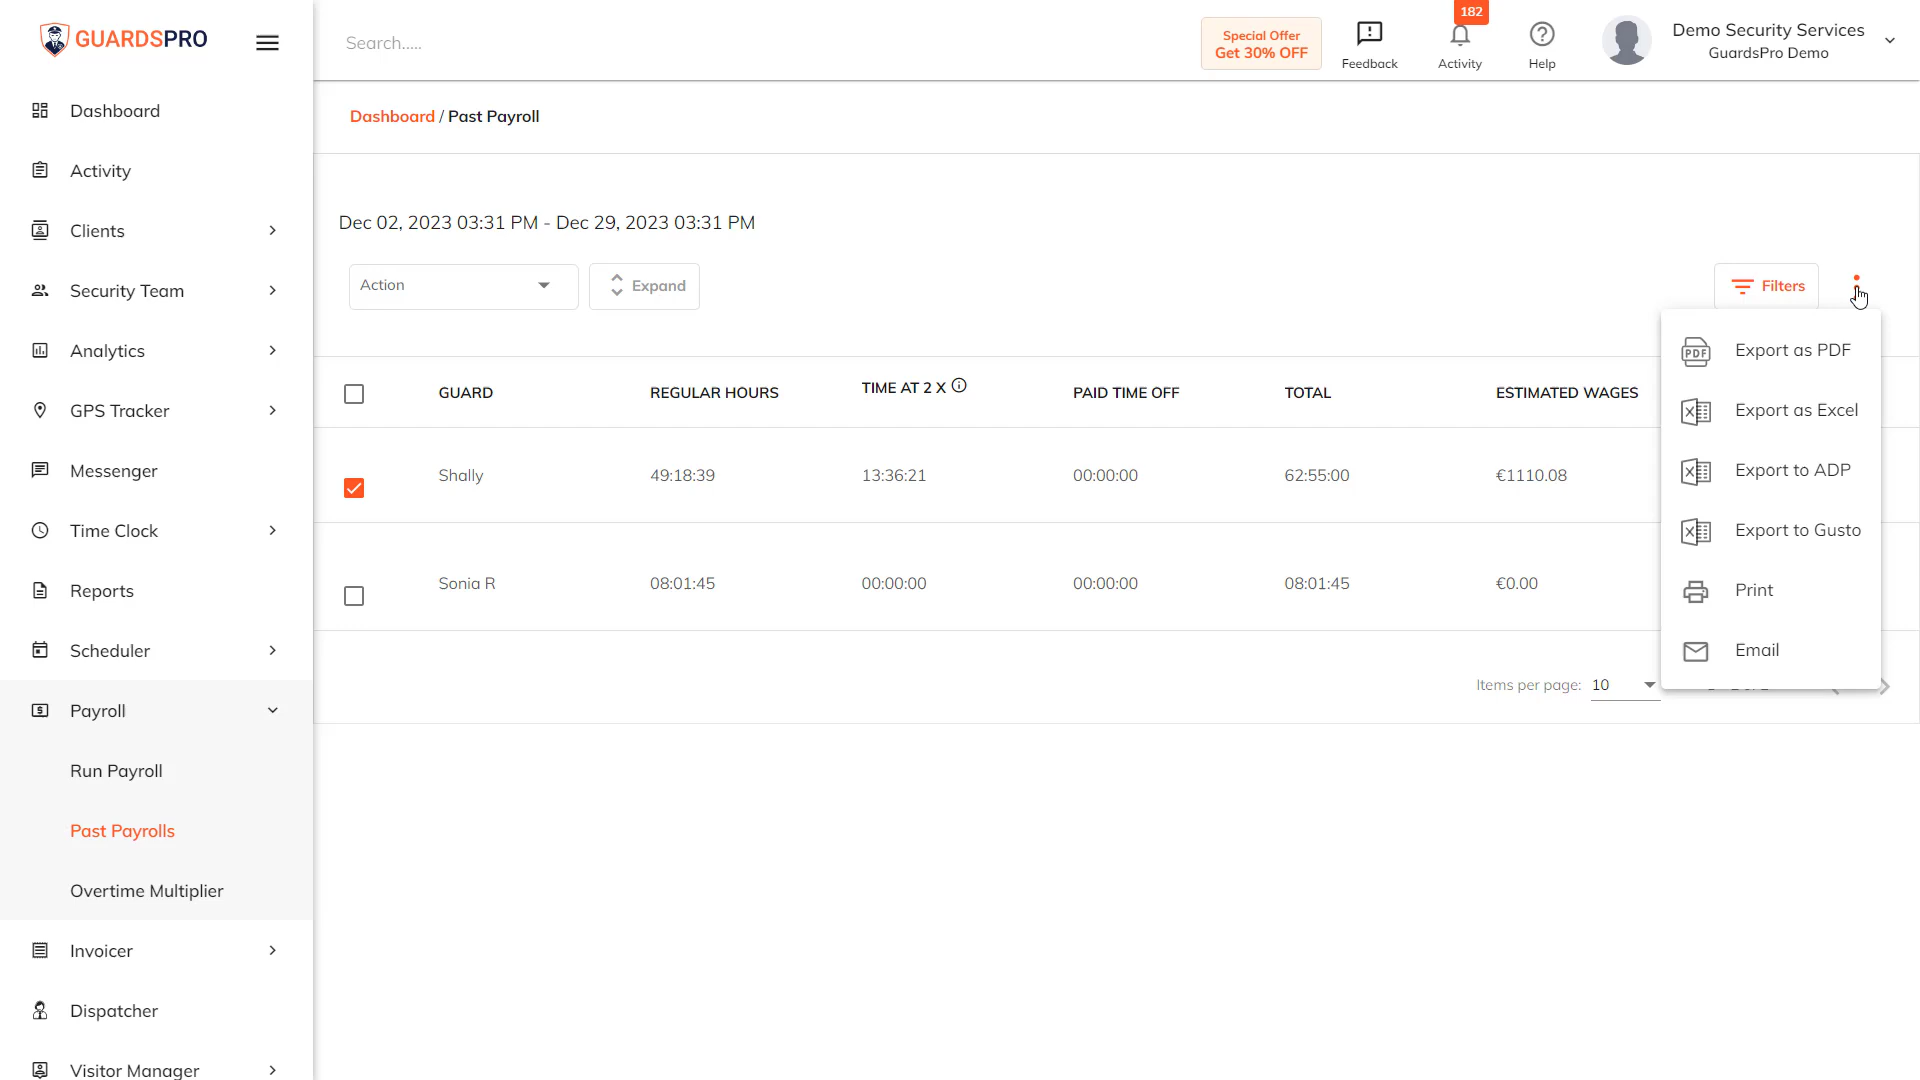 GUARDSPRO
Search.....
Special Offer
Get 30% OFF
Feedback
182
Activity
Help
Demo Security Services
GuardsPro Demo
Dashboard
Activity
Clients
Security Team
Analytics
GPS Tracker
Messenger
Time Clock
Reports
Scheduler
Payroll
Run Payroll
Past Payrolls
Overtime Multiplier
Invoicer
Dispatcher
Visitor Manager
Dashboard / Past Payroll
Dec 02, 2023 03:31 PM - Dec 29, 2023 03:31 PM
Action
Expand
Filters
GUARD REGULAR HOURS TIME AT 2 X PAID TIME OFF TOTAL ESTIMATED WAGES
Shally 49:18:39 13:36:21 00:00:00 62:55:00 €1110.08
Sonia R 08:01:45 00:00:00 00:00:00 08:01:45 €0.00
Items per page: 10
PDF Export as PDF
Export as Excel
Export to ADP
Export to Gusto
Print
Email